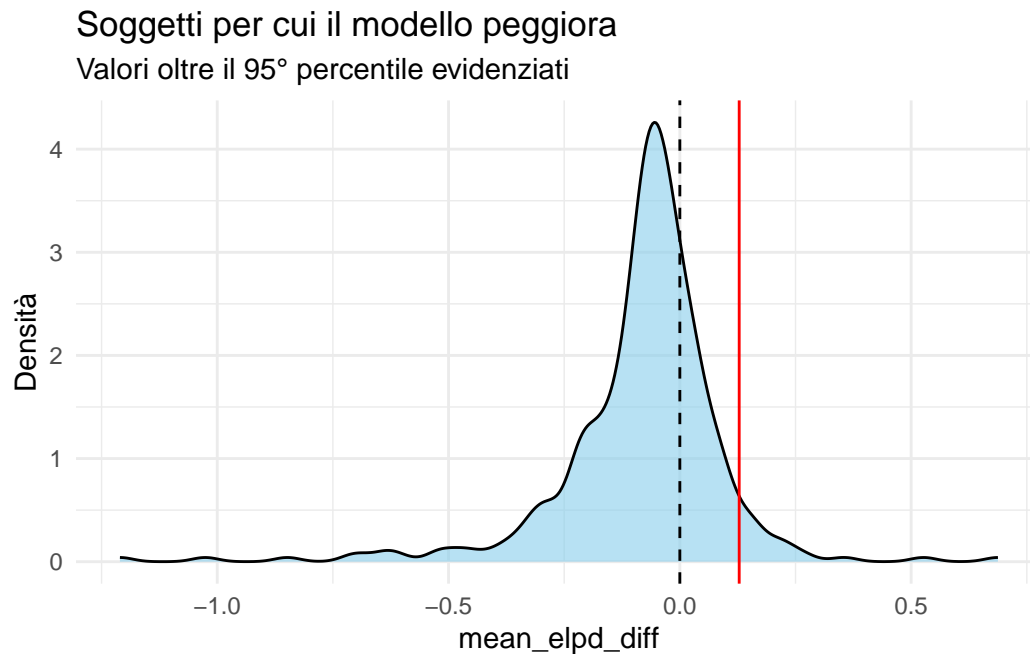 Soggetti per cui il modello peggiora
Valori oltre il 95° percentile evidenziati
Densità
4
3
2
1
0
−1.0
−0.5
0.0
0.5
mean_elpd_diff